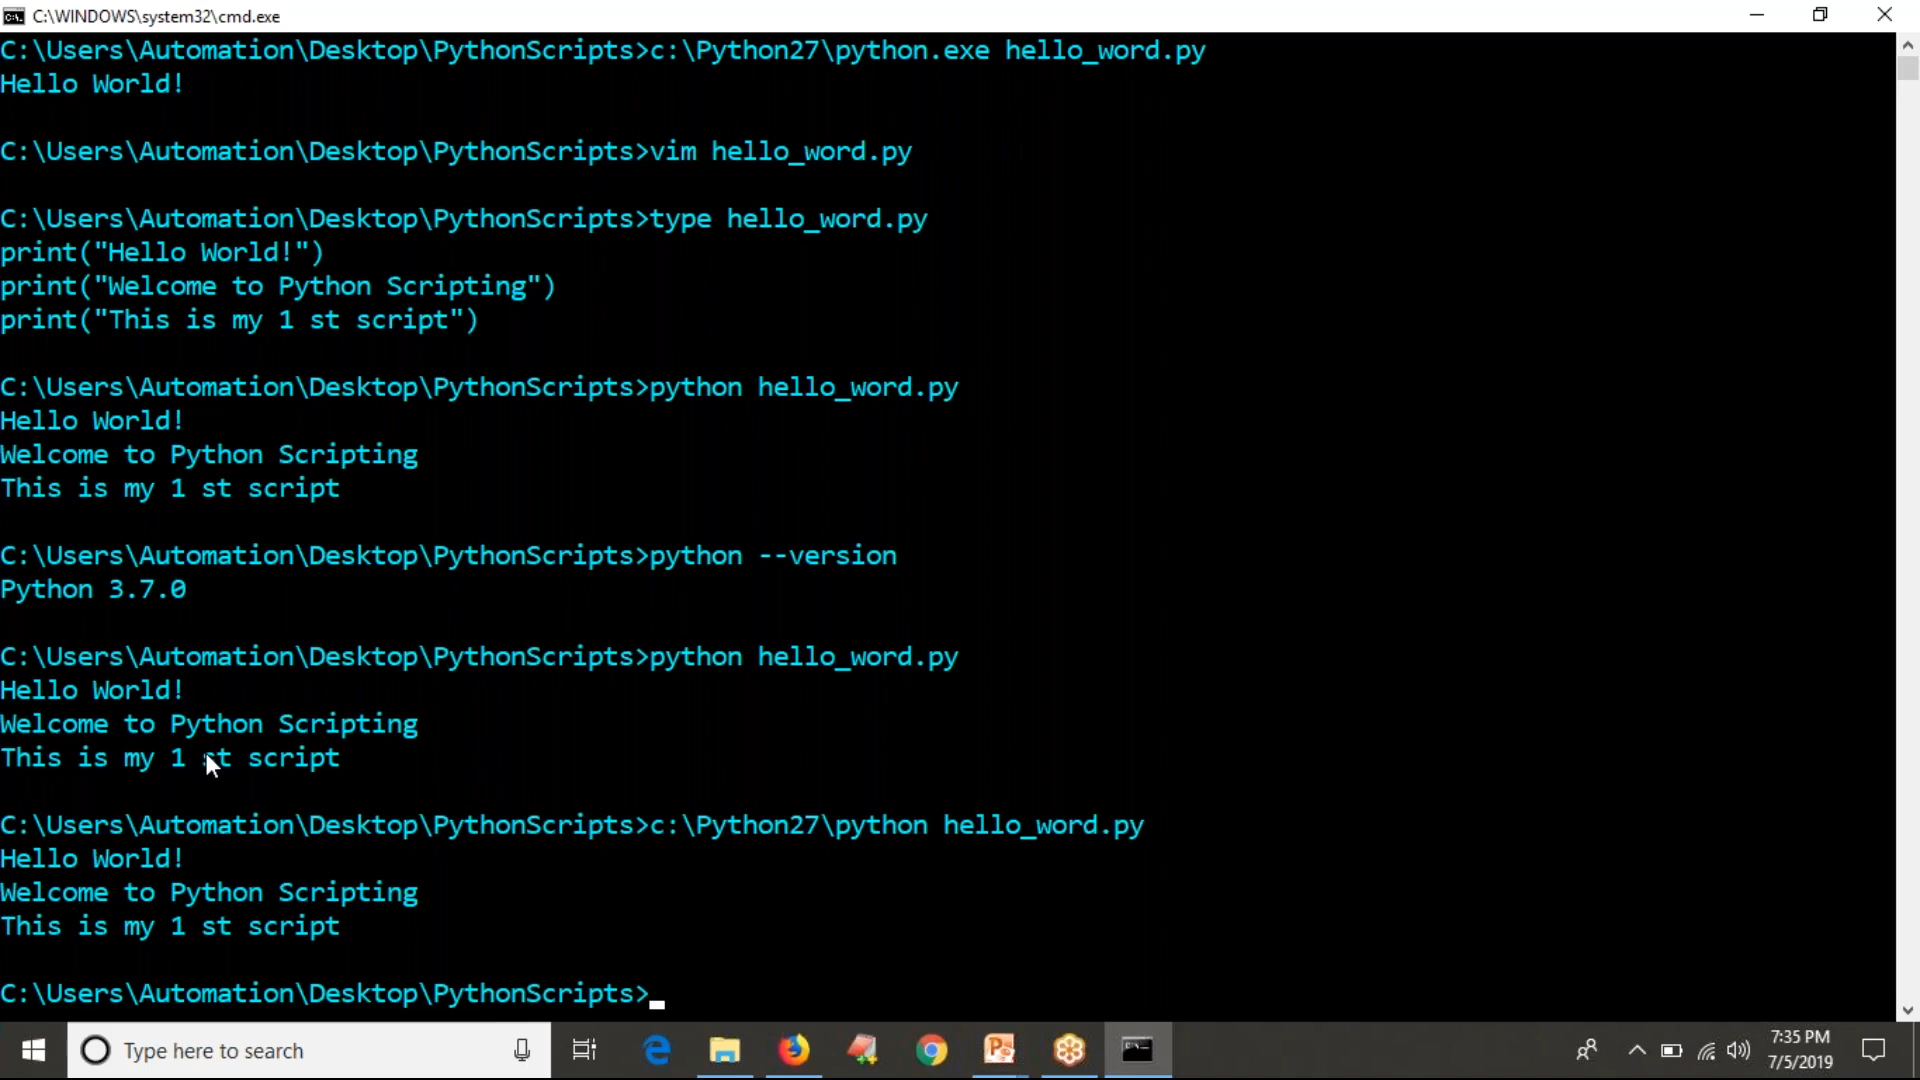 C:\WINDOWS\system32\cmd.exe
C:\Users\Automation\Desktop\PythonScripts>c:\Python27\python.exe hello_word.py
Hello World!
C:\Users\Automation\Desktop\PythonScripts>vim hello_word.py
C:\Users\Automation\Desktop\PythonScripts>type hello_word.py
print("Hello World!")
print("Welcome to Python Scripting")
print("This is my 1 st script")
C:\Users\Automation\Desktop\PythonScripts>python hello_word.py
Hello World!
Welcome to Python Scripting
This is my 1 st script
C:\Users\Automation\Desktop\PythonScripts>python --version
Python 3.7.0
C:\Users\Automation\Desktop\PythonScripts>python hello_word.py
Hello World!
Welcome to Python Scripting
This is my 1 st script
C:\Users\Automation\Desktop\PythonScripts>c:\Python27\python hello_word.py
Hello World!
Welcome to Python Scripting
This is my 1 st script
C:\Users\Automation\Desktop\PythonScripts>
Type here to search
7:35 PM
7/5/2019